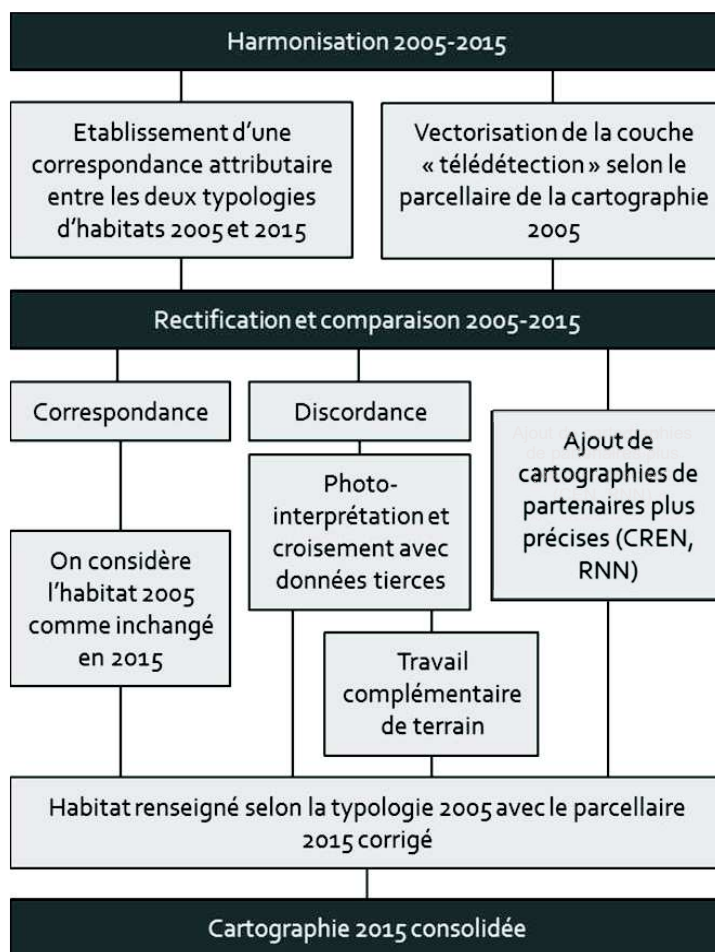 Harmonisation 2005-2015
Etablissement d'une
correspondance attributaire
entre les deux typologies
d'habitats 2005 et 2015
Vectorisation de la couche
« télédétection » selon le
parcellaire de la cartographie
2005
Rectification et comparaison 2005-2015
Correspondance
On considère
l'habitat 2005
comme inchangé
en 2015
Discordance
Photo-
interprétation et
croisement avec
données tierces
Travail
complémentaire
de terrain
Ajout de
cartographies de
partenaires plus
précises (CREN,
RNN)
Habitat renseigné selon la typologie 2005 avec le parcellaire
2015 corrigé
Cartographie 2015 consolidée